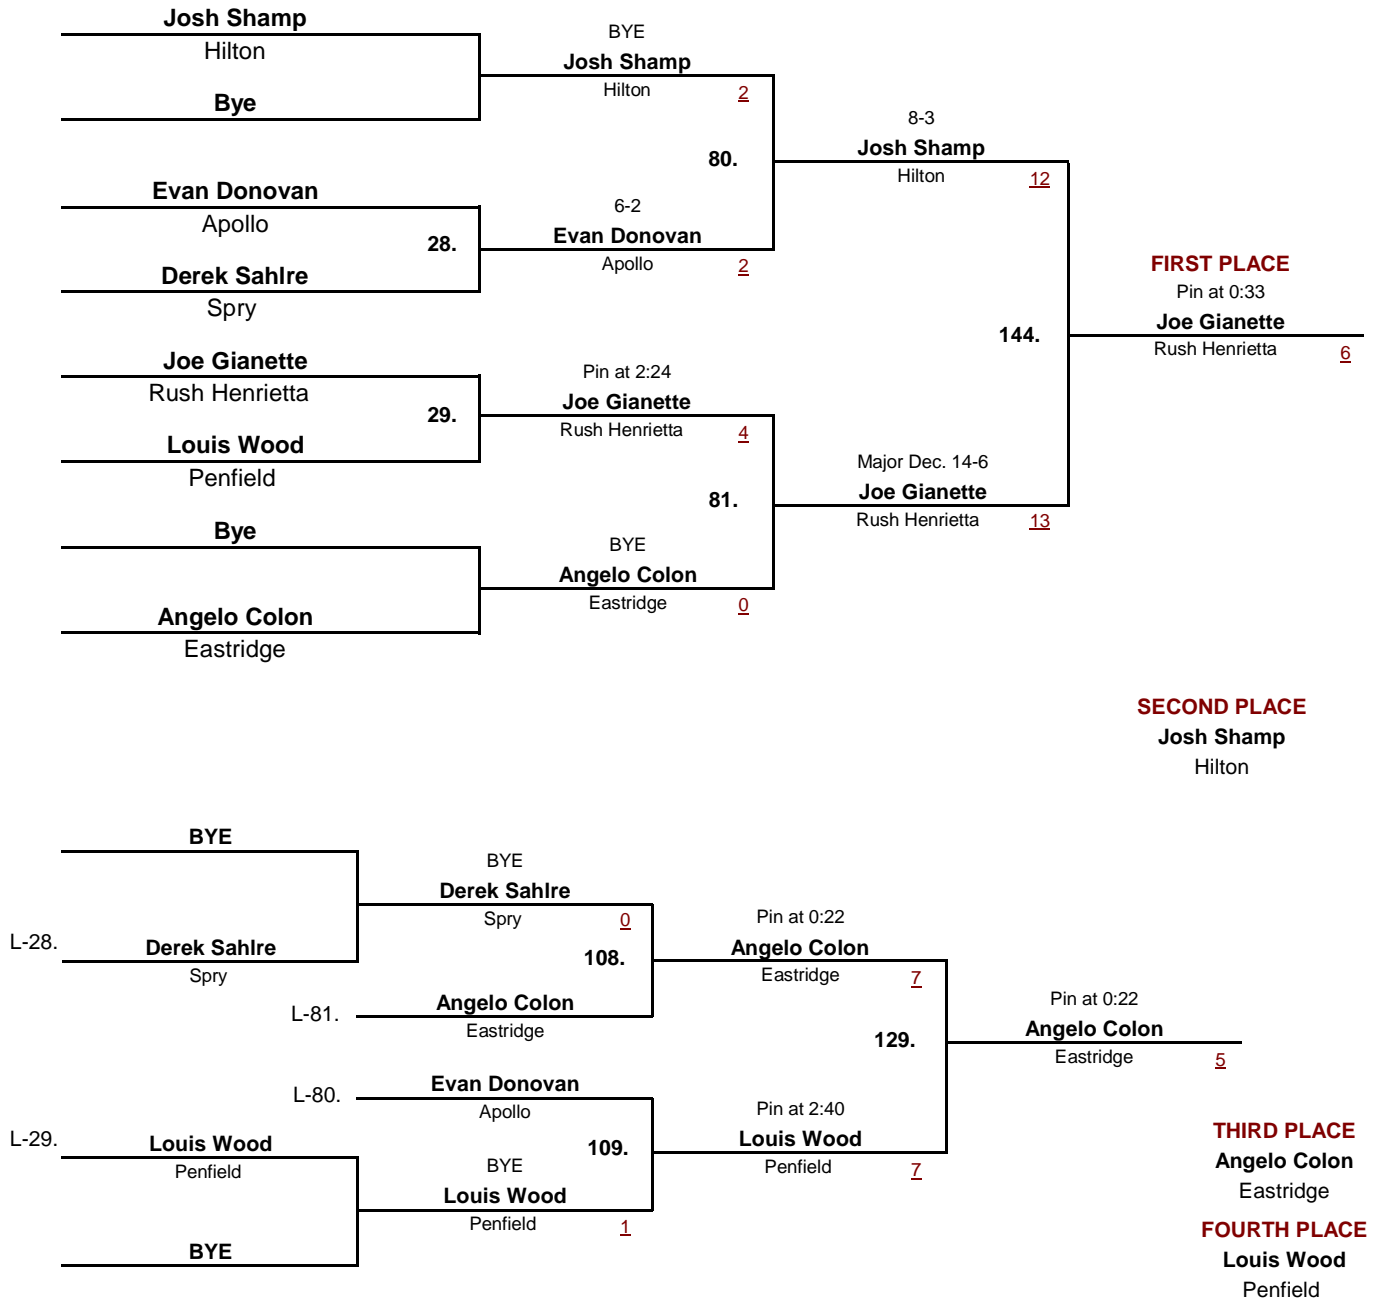 Josh Shamp
Hilton
Bye
Evan Donovan
Apollo
28.
Derek Sahlre
Spry
Joe Gianette
Rush Henrietta
29.
Louis Wood
Penfield
Bye
Angelo Colon
Eastridge
BYE
Josh Shamp
Hilton 2
80.
6-2
Evan Donovan
Apollo 2
Pin at 2:24
Joe Gianette
Rush Henrietta 4
81.
BYE
Angelo Colon
Eastridge 0
8-3
Josh Shamp
Hilton 12
144.
Major Dec. 14-6
Joe Gianette
Rush Henrietta 13
FIRST PLACE
Pin at 0:33
Joe Gianette
Rush Henrietta 6
SECOND PLACE
Josh Shamp
Hilton
BYE
L-28. Derek Sahlre
Spry
BYE
Derek Sahlre
Spry 0
108.
L-81. Angelo Colon
Eastridge
L-80. Evan Donovan
Apollo
109.
L-29. Louis Wood
Penfield
BYE
BYE
Louis Wood
Penfield 1
Pin at 0:22
Angelo Colon
Eastridge 7
129.
Pin at 2:40
Louis Wood
Penfield 7
Pin at 0:22
Angelo Colon
Eastridge 5
THIRD PLACE
Angelo Colon
Eastridge
FOURTH PLACE
Louis Wood
Penfield